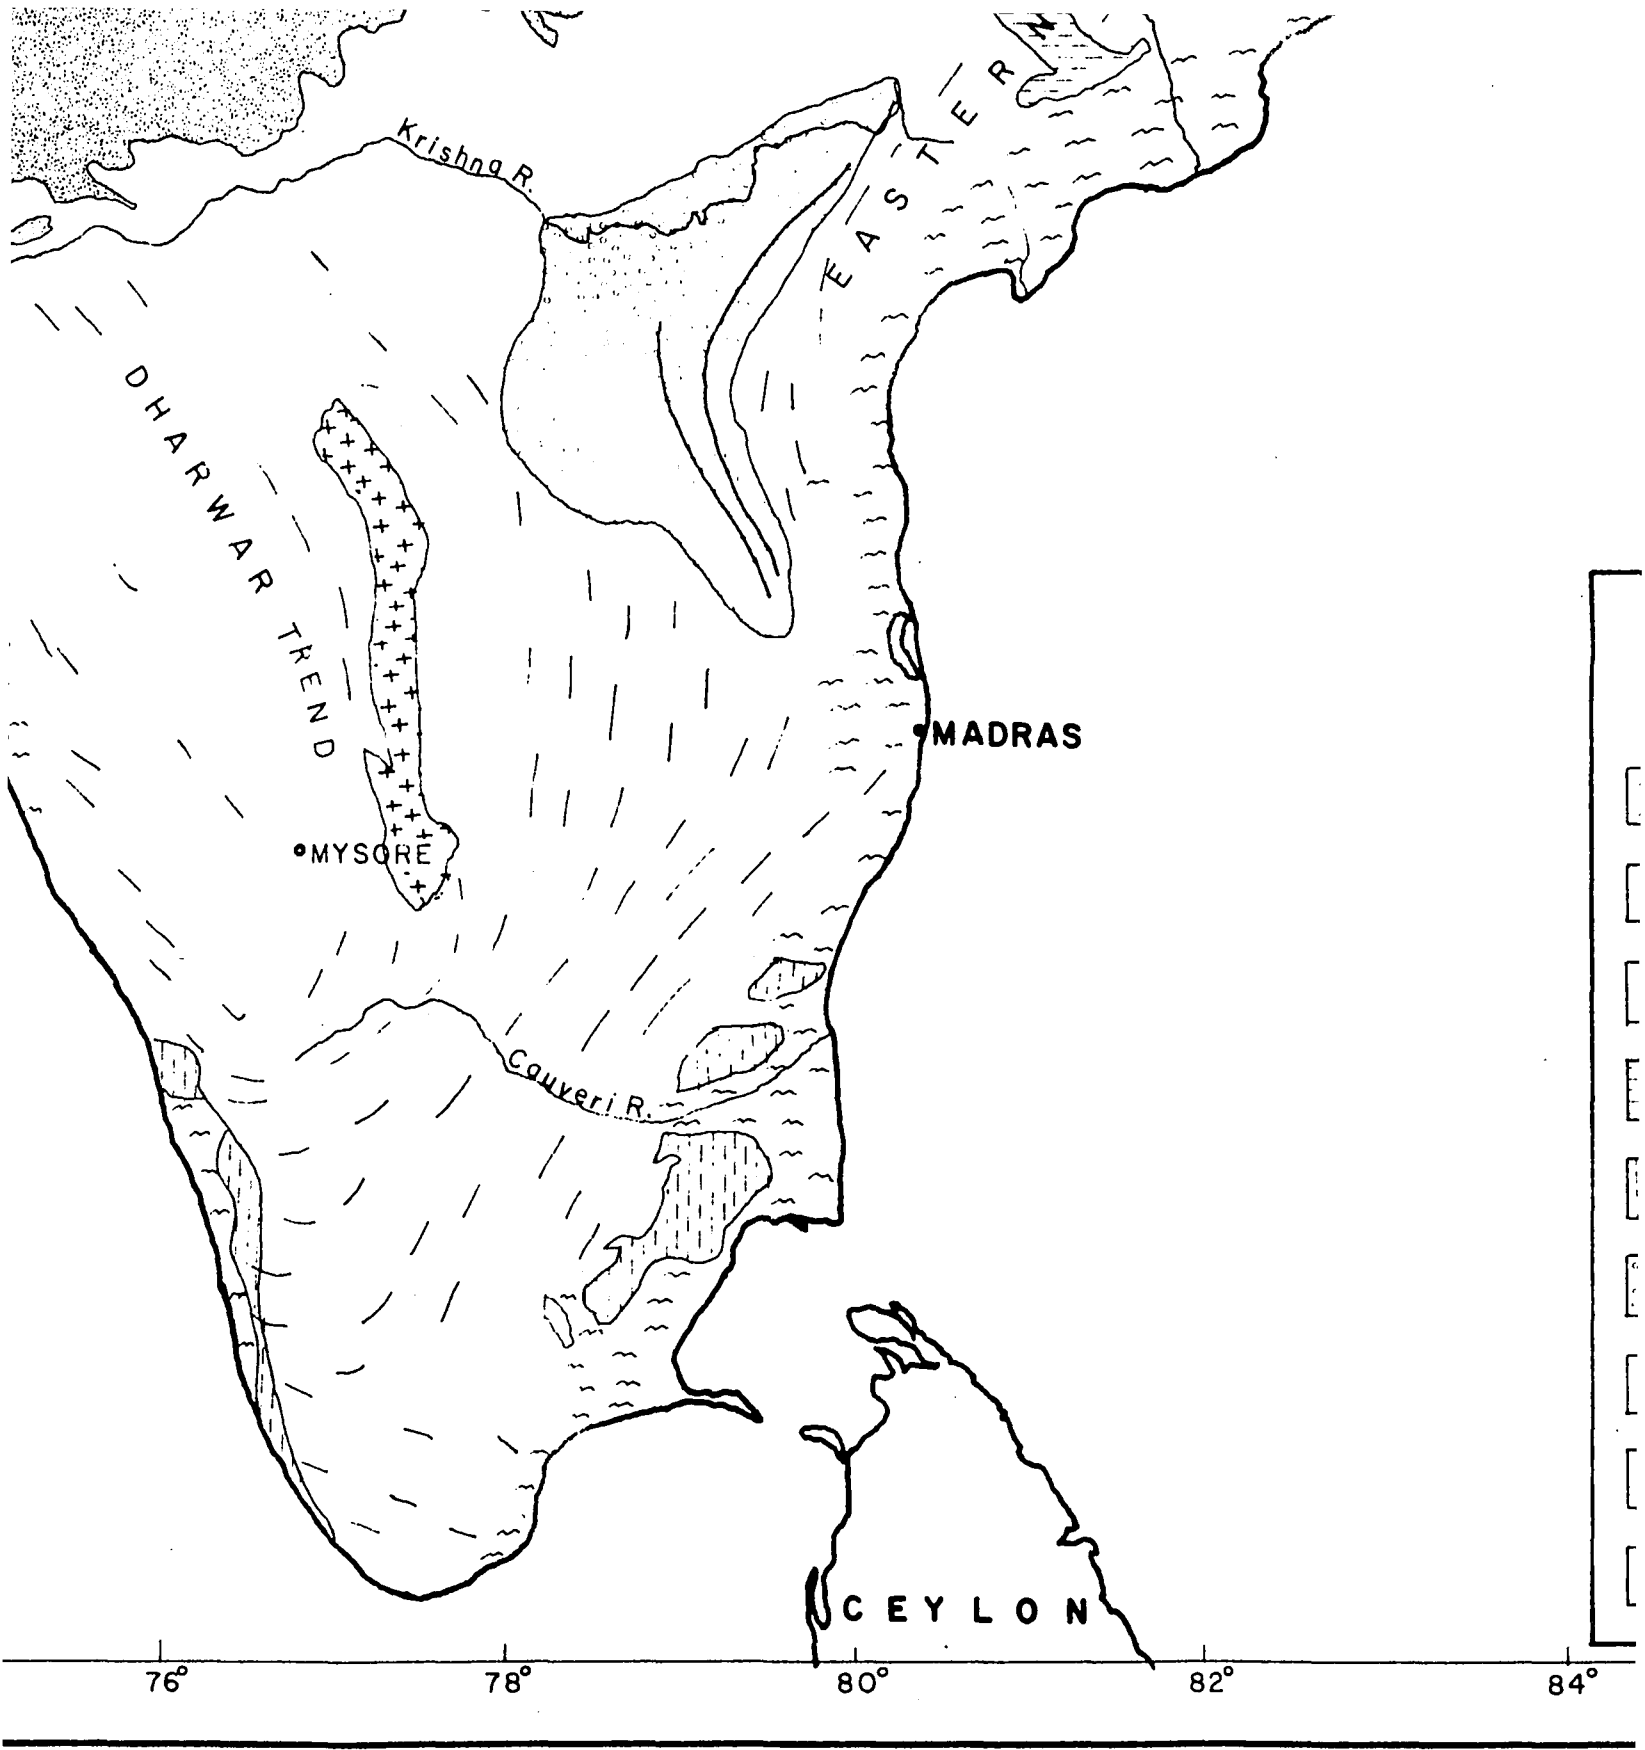 Krishna R.
EASTERN
DHARWAR TREND
MADRAS
MYSORE
Cauveri R.
CEYLON
76° 78° 80° 82° 84°